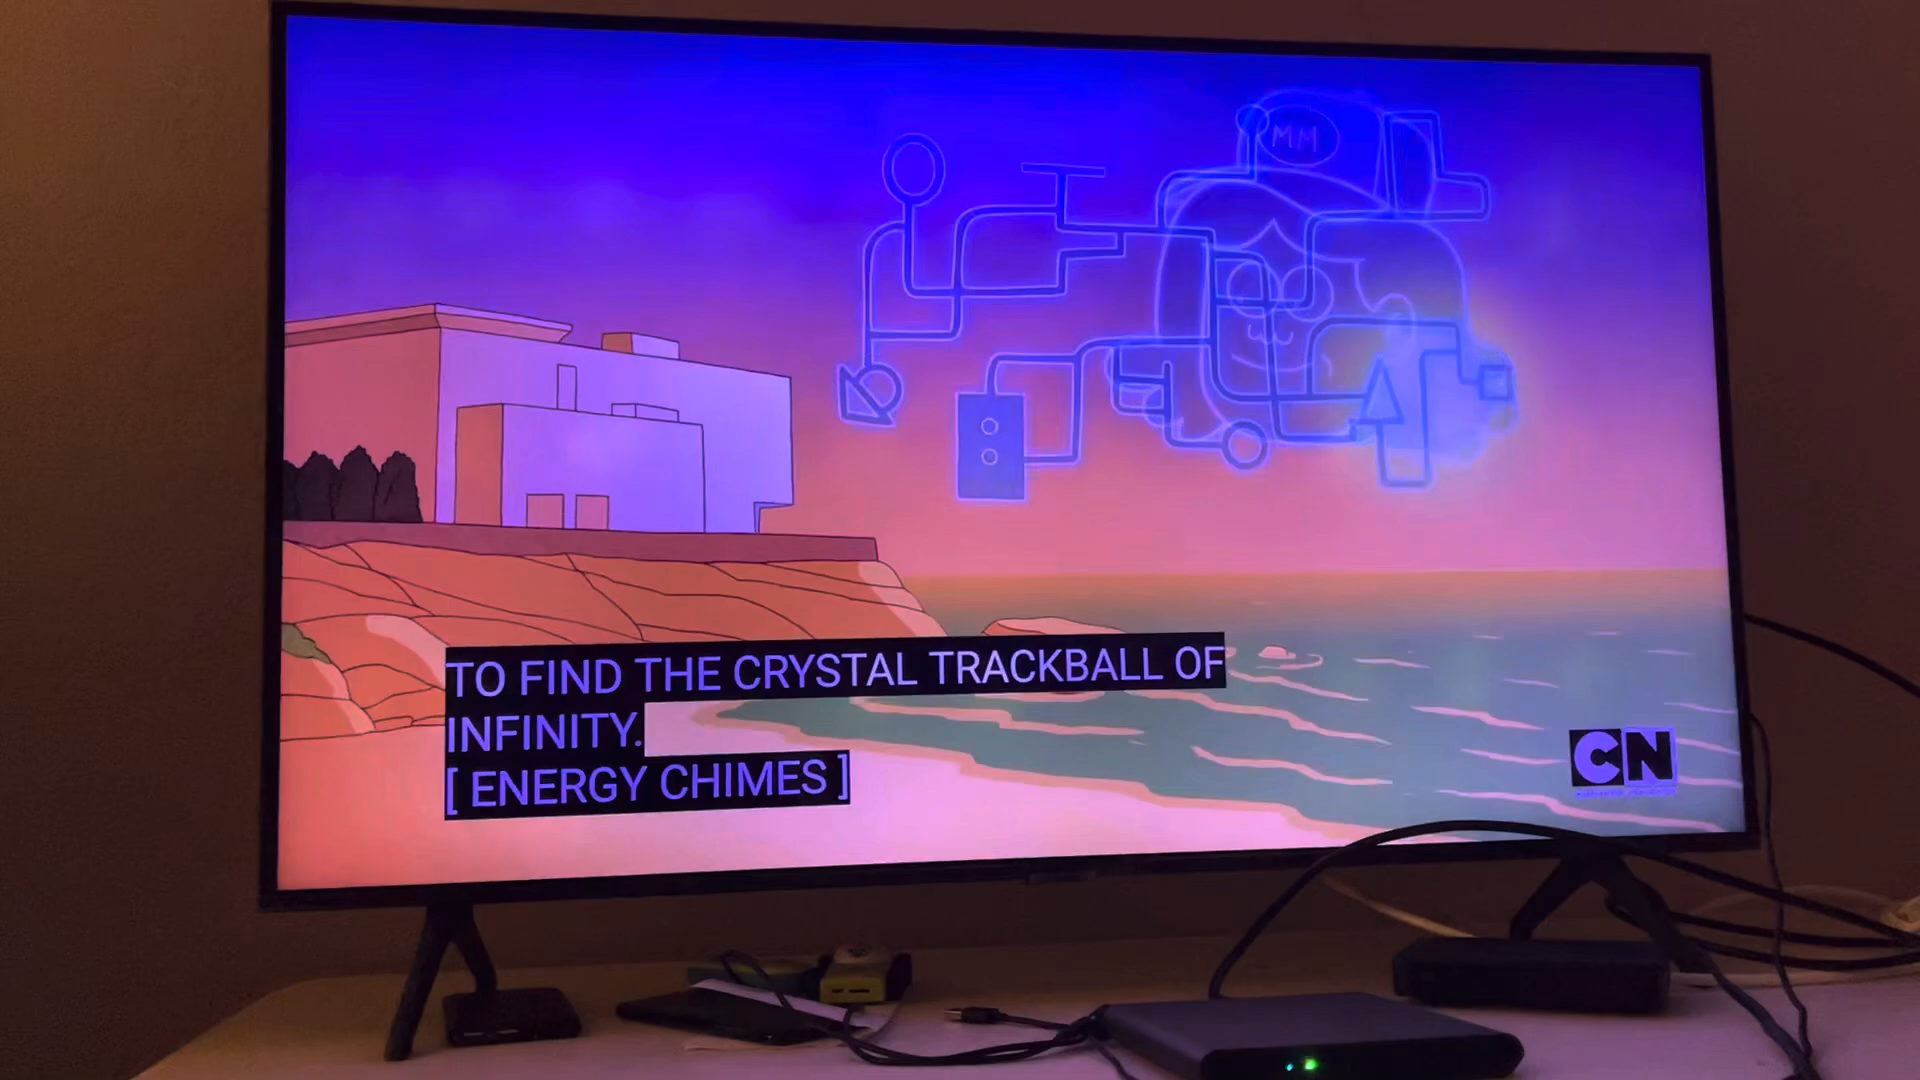 MM
TO FIND THE CRYSTAL TRACKBALL OF
INFINITY.
[ ENERGY CHIMES ]
CN